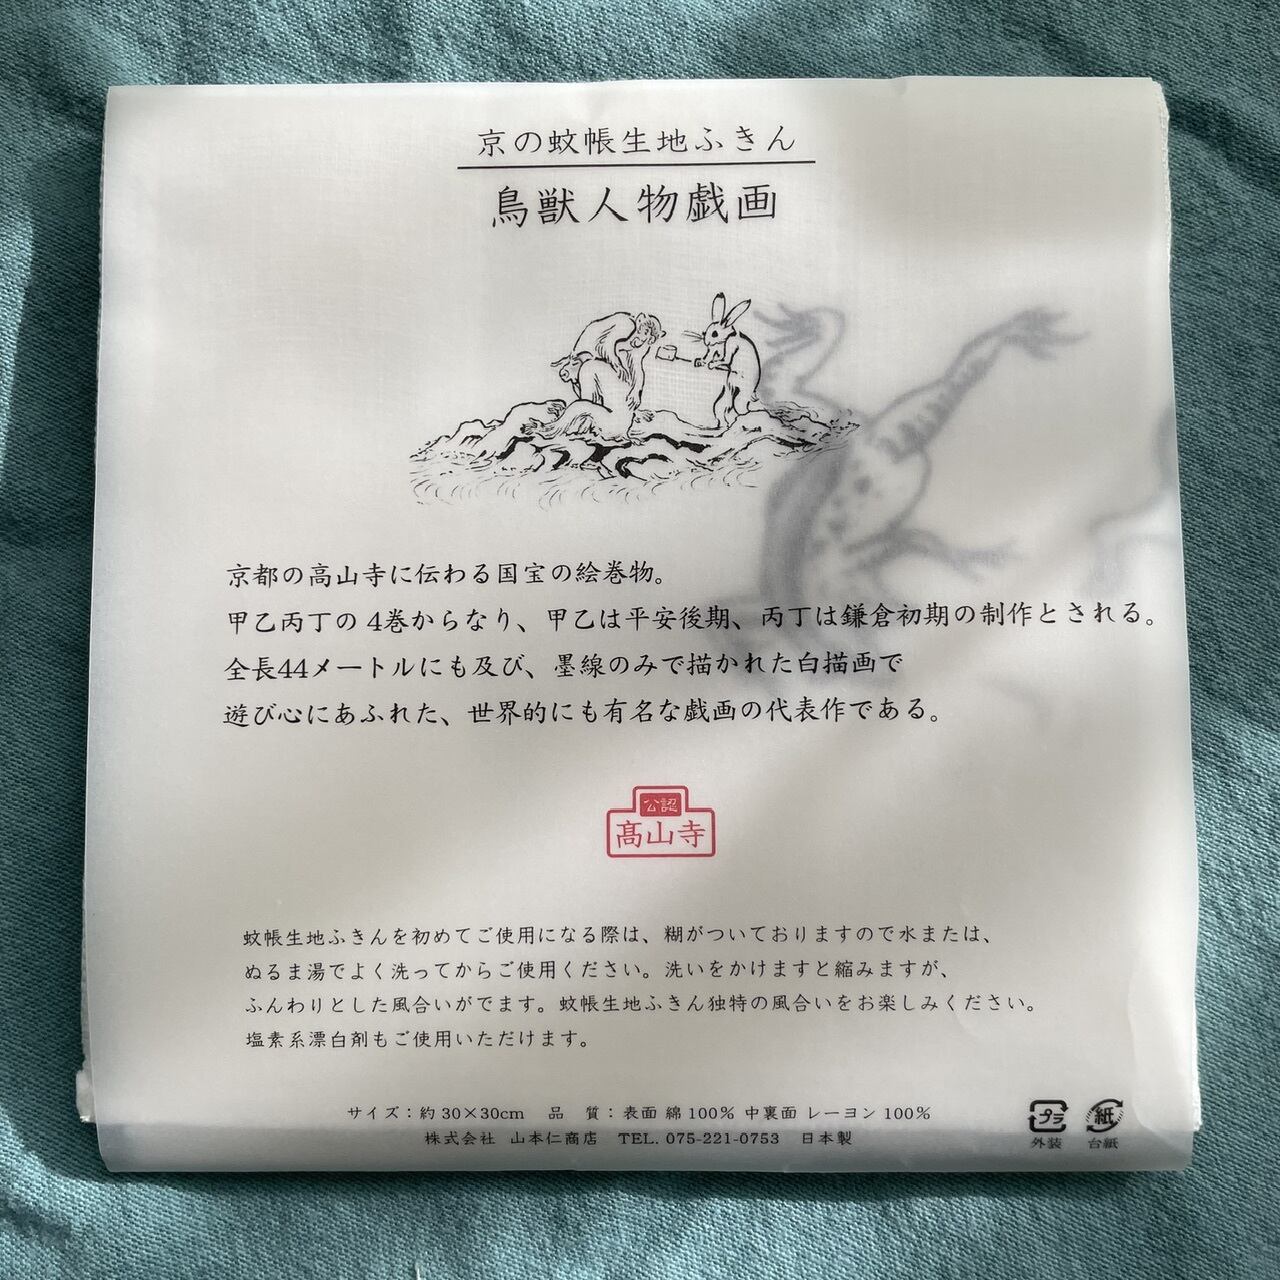 京の蚊帳生地ふきん
鳥獣人物戯画
京都の高山寺に伝わる国宝の絵巻物。
甲乙丙丁の 4巻からなり、甲乙は平安後期、丙丁は鎌倉初期の制作とされる。
全長44メートルにも及び、墨線のみで描かれた白描画で
遊び心にあふれた、世界的にも有名な戯画の代表作である。
公認
髙山寺
蚊帳生地ふきんを初めてご使用になる際は、糊がついておりますので水または、
ぬるま湯でよく洗ってからご使用ください。洗いをかけますと縮みますが、
ふんわりとした風合いがでます。蚊帳生地ふきん独特の風合いをお楽しみください。
塩素系漂白剤もご使用いただけます。
サイズ：約30×30cm 品 質：表面 綿100% 中裏面 レーヨン100%
株式会社 山本仁商店 TEL. 075-221-0753 日本製
プラ
外装
紙
台紙